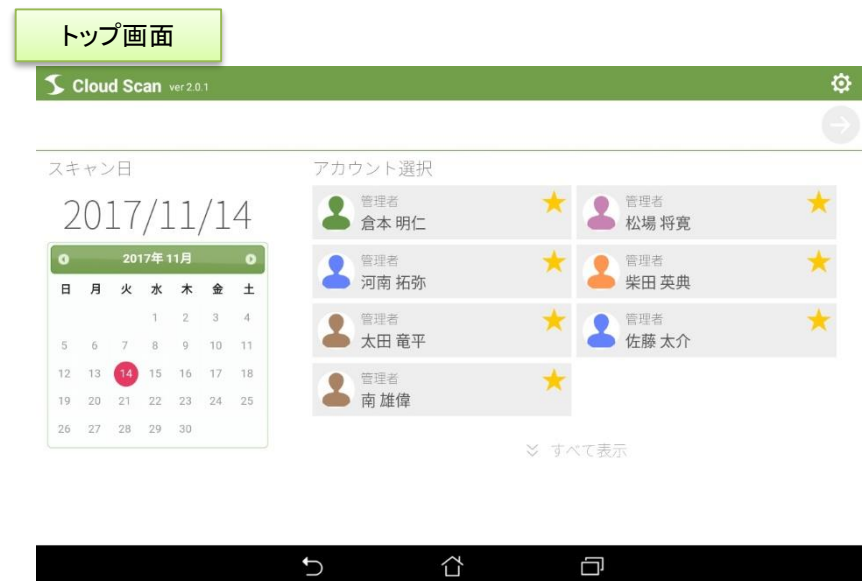 トップ画面
Cloud Scan ver 2.0.1
スキャン日
2017/11/14
2017年 11月
日 月 火 水 木 金 土
1 2 3 4
5 6 7 8 9 10 11
12 13 14 15 16 17 18
19 20 21 22 23 24 25
26 27 28 29 30
アカウント選択
管理者
倉本 明仁
管理者
松場 将寛
管理者
河南 拓弥
管理者
柴田 英典
管理者
太田 竜平
管理者
佐藤 太介
管理者
南 雄偉
すべて表示